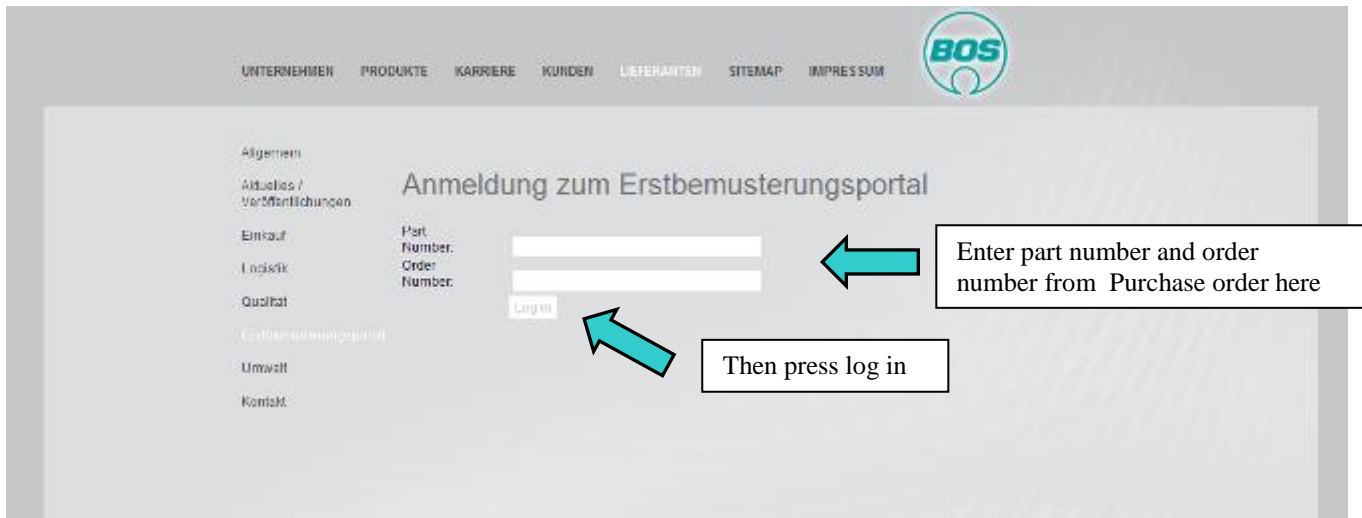 UNTERNEHMEN PRODUKTE KARRIERE KUNDEN LIEFERANTEN SITEMAP IMPRESSUM
BOS
Allgemein
Aktuelles /
Veröffentlichungen
Einkauf
Logistik
Qualität
Erstbemusterungsportal
Umwelt
Kontakt
Anmeldung zum Erstbemusterungsportal
Part
Number:
Order
Number:
Log in
Enter part number and order
number from Purchase order here
Then press log in